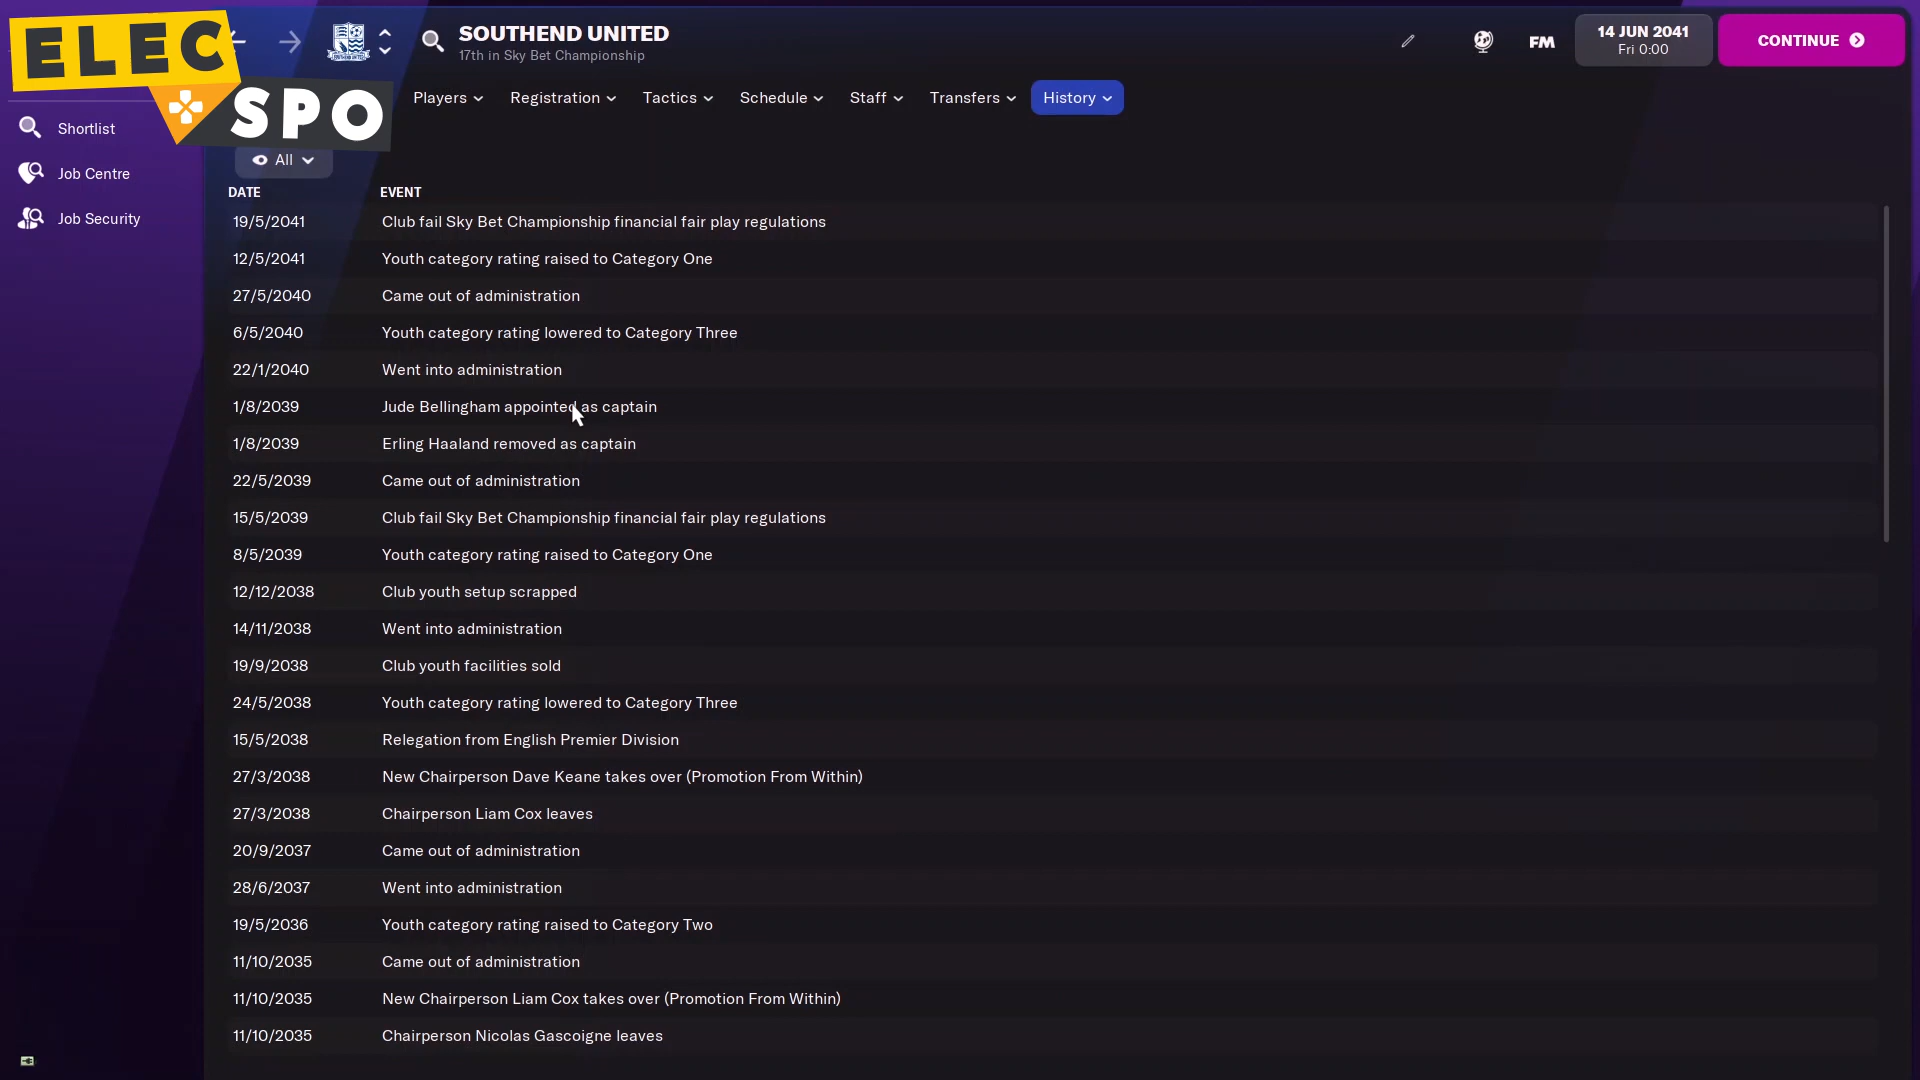 ELEC
SPO
SOUTHEND UNITED
17th in Sky Bet Championship
FM
14 JUN 2041
Fri 0:00
CONTINUE
Players
Registration
Tactics
Schedule
Staff
Transfers
History
Shortlist
Job Centre
Job Security
All
DATE EVENT
19/5/2041 Club fail Sky Bet Championship financial fair play regulations
12/5/2041 Youth category rating raised to Category One
27/5/2040 Came out of administration
6/5/2040 Youth category rating lowered to Category Three
22/1/2040 Went into administration
1/8/2039 Jude Bellingham appointed as captain
1/8/2039 Erling Haaland removed as captain
22/5/2039 Came out of administration
15/5/2039 Club fail Sky Bet Championship financial fair play regulations
8/5/2039 Youth category rating raised to Category One
12/12/2038 Club youth setup scrapped
14/11/2038 Went into administration
19/9/2038 Club youth facilities sold
24/5/2038 Youth category rating lowered to Category Three
15/5/2038 Relegation from English Premier Division
27/3/2038 New Chairperson Dave Keane takes over (Promotion From Within)
27/3/2038 Chairperson Liam Cox leaves
20/9/2037 Came out of administration
28/6/2037 Went into administration
19/5/2036 Youth category rating raised to Category Two
11/10/2035 Came out of administration
11/10/2035 New Chairperson Liam Cox takes over (Promotion From Within)
11/10/2035 Chairperson Nicolas Gascoigne leaves